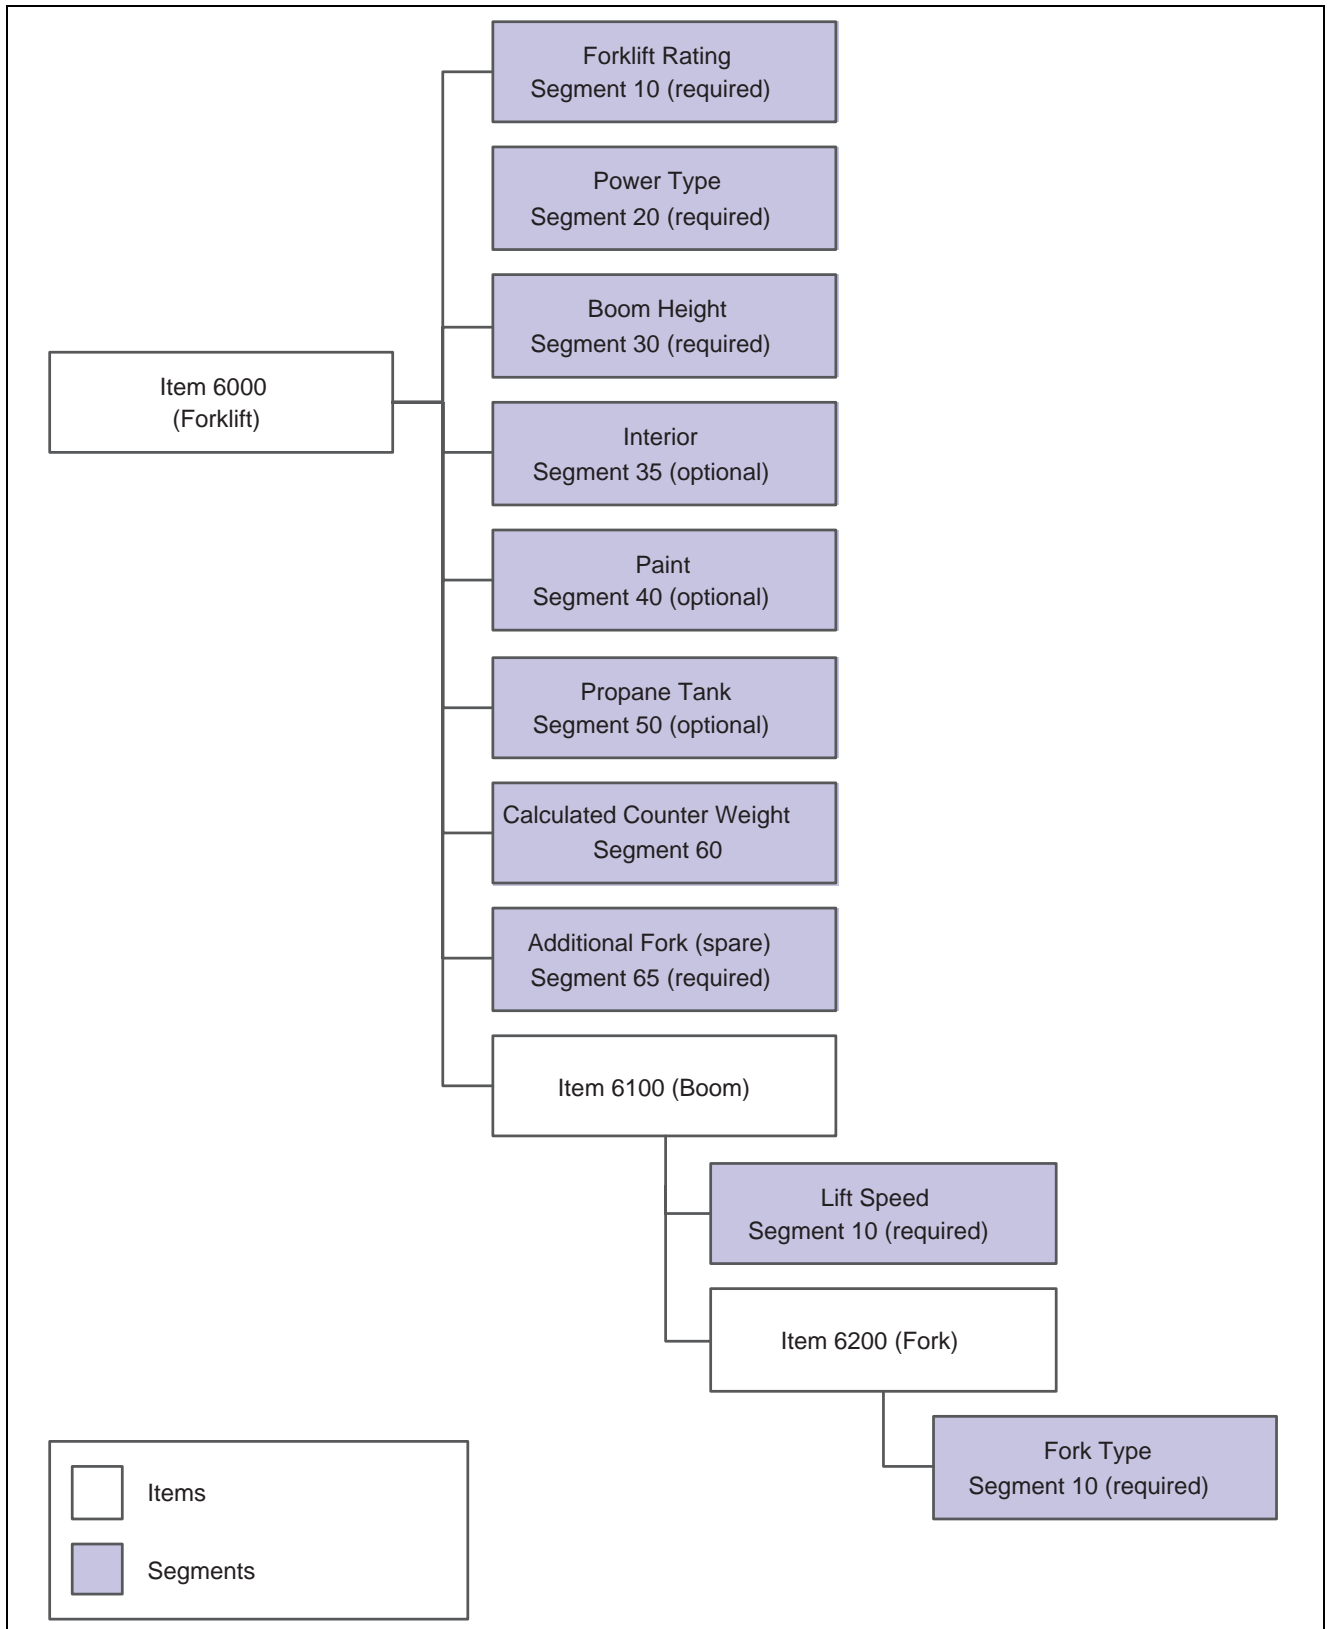 Forklift Rating
Segment 10 (required)
Power Type
Segment 20 (required)
Boom Height
Segment 30 (required)
Item 6000
(Forklift)
Interior
Segment 35 (optional)
Paint
Segment 40 (optional)
Propane Tank
Segment 50 (optional)
Calculated Counter Weight
Segment 60
Additional Fork (spare)
Segment 65 (required)
Item 6100 (Boom)
Lift Speed
Segment 10 (required)
Item 6200 (Fork)
Fork Type
Segment 10 (required)
Items
Segments